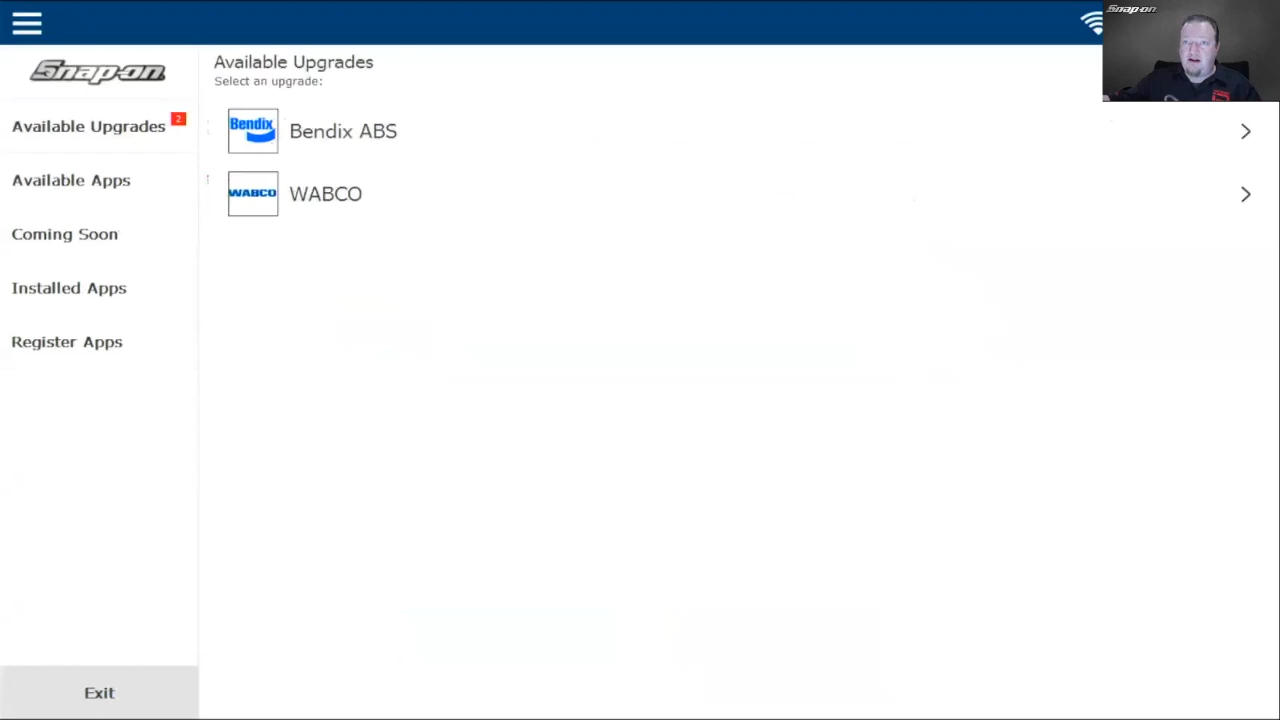 Snap-on
Snap-on
Available Upgrades
2
Available Apps
Coming Soon
Installed Apps
Register Apps
Exit
Available Upgrades
Select an upgrade:
Bendix
Bendix ABS
WABCO
WABCO